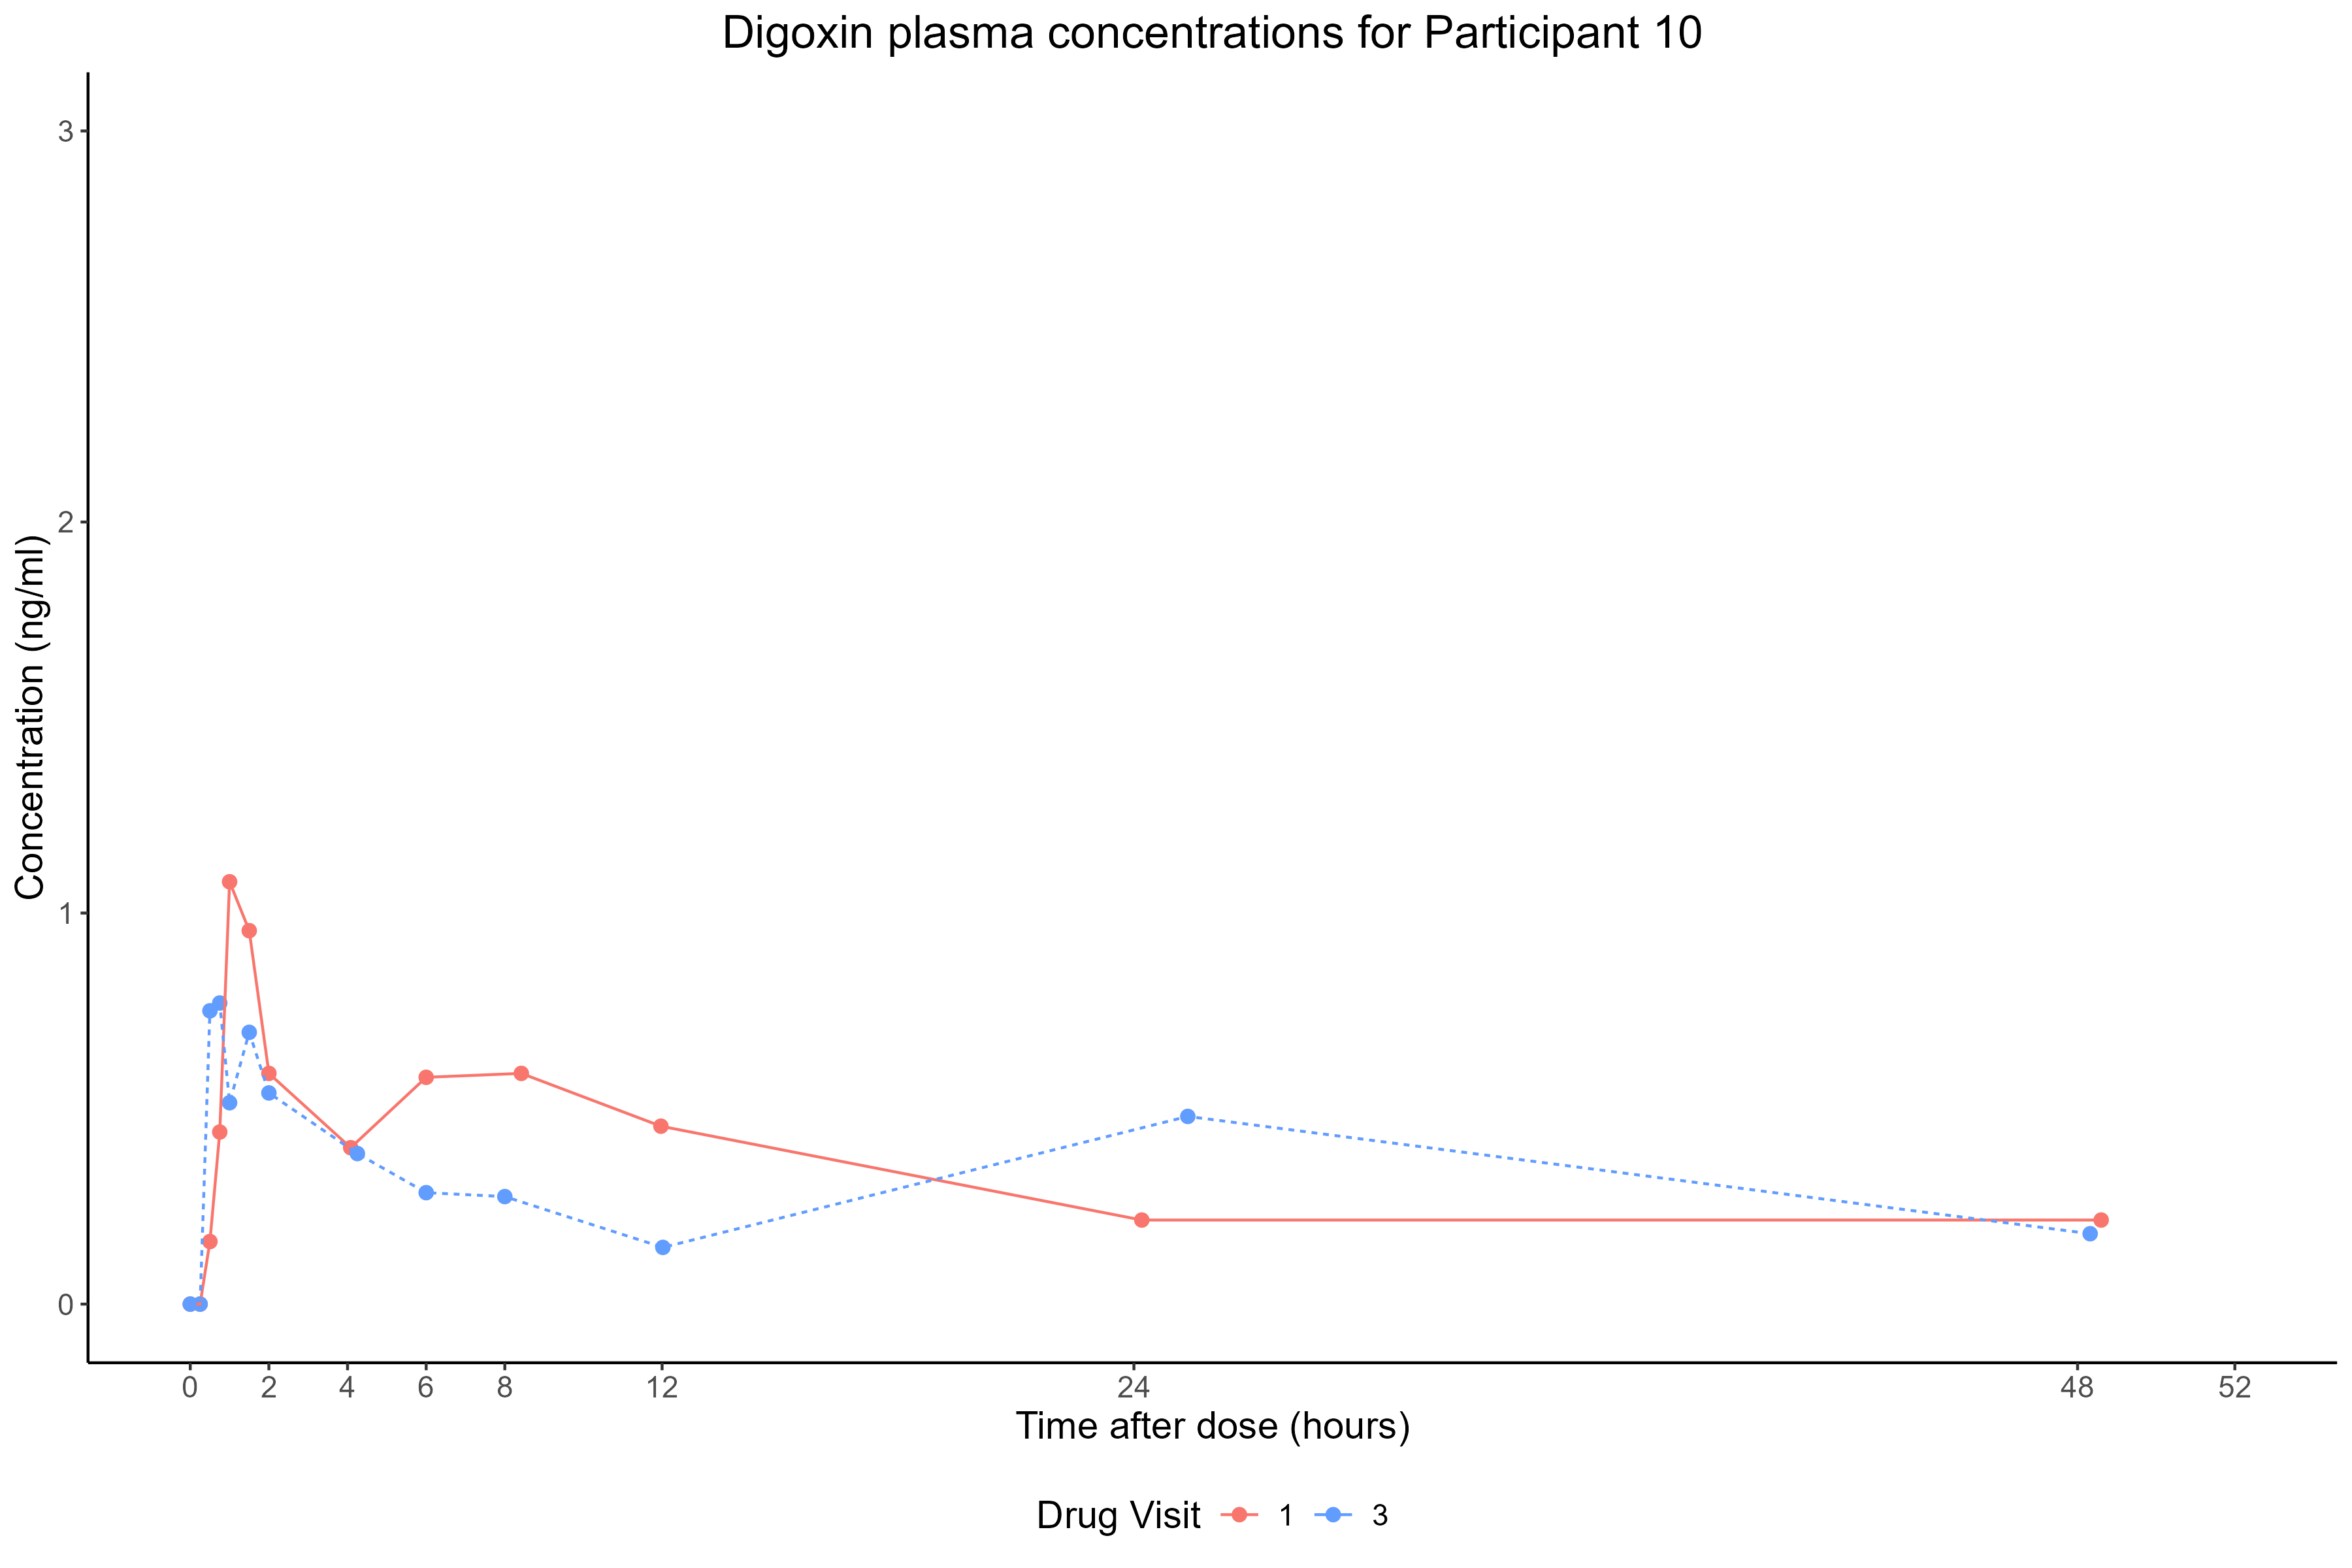 Digoxin plasma concentrations for Participant 10
Concentration (ng/ml)
3
2
1
0
0 2 4 6 8 12 24 48 52
Time after dose (hours)
Drug Visit 1 3